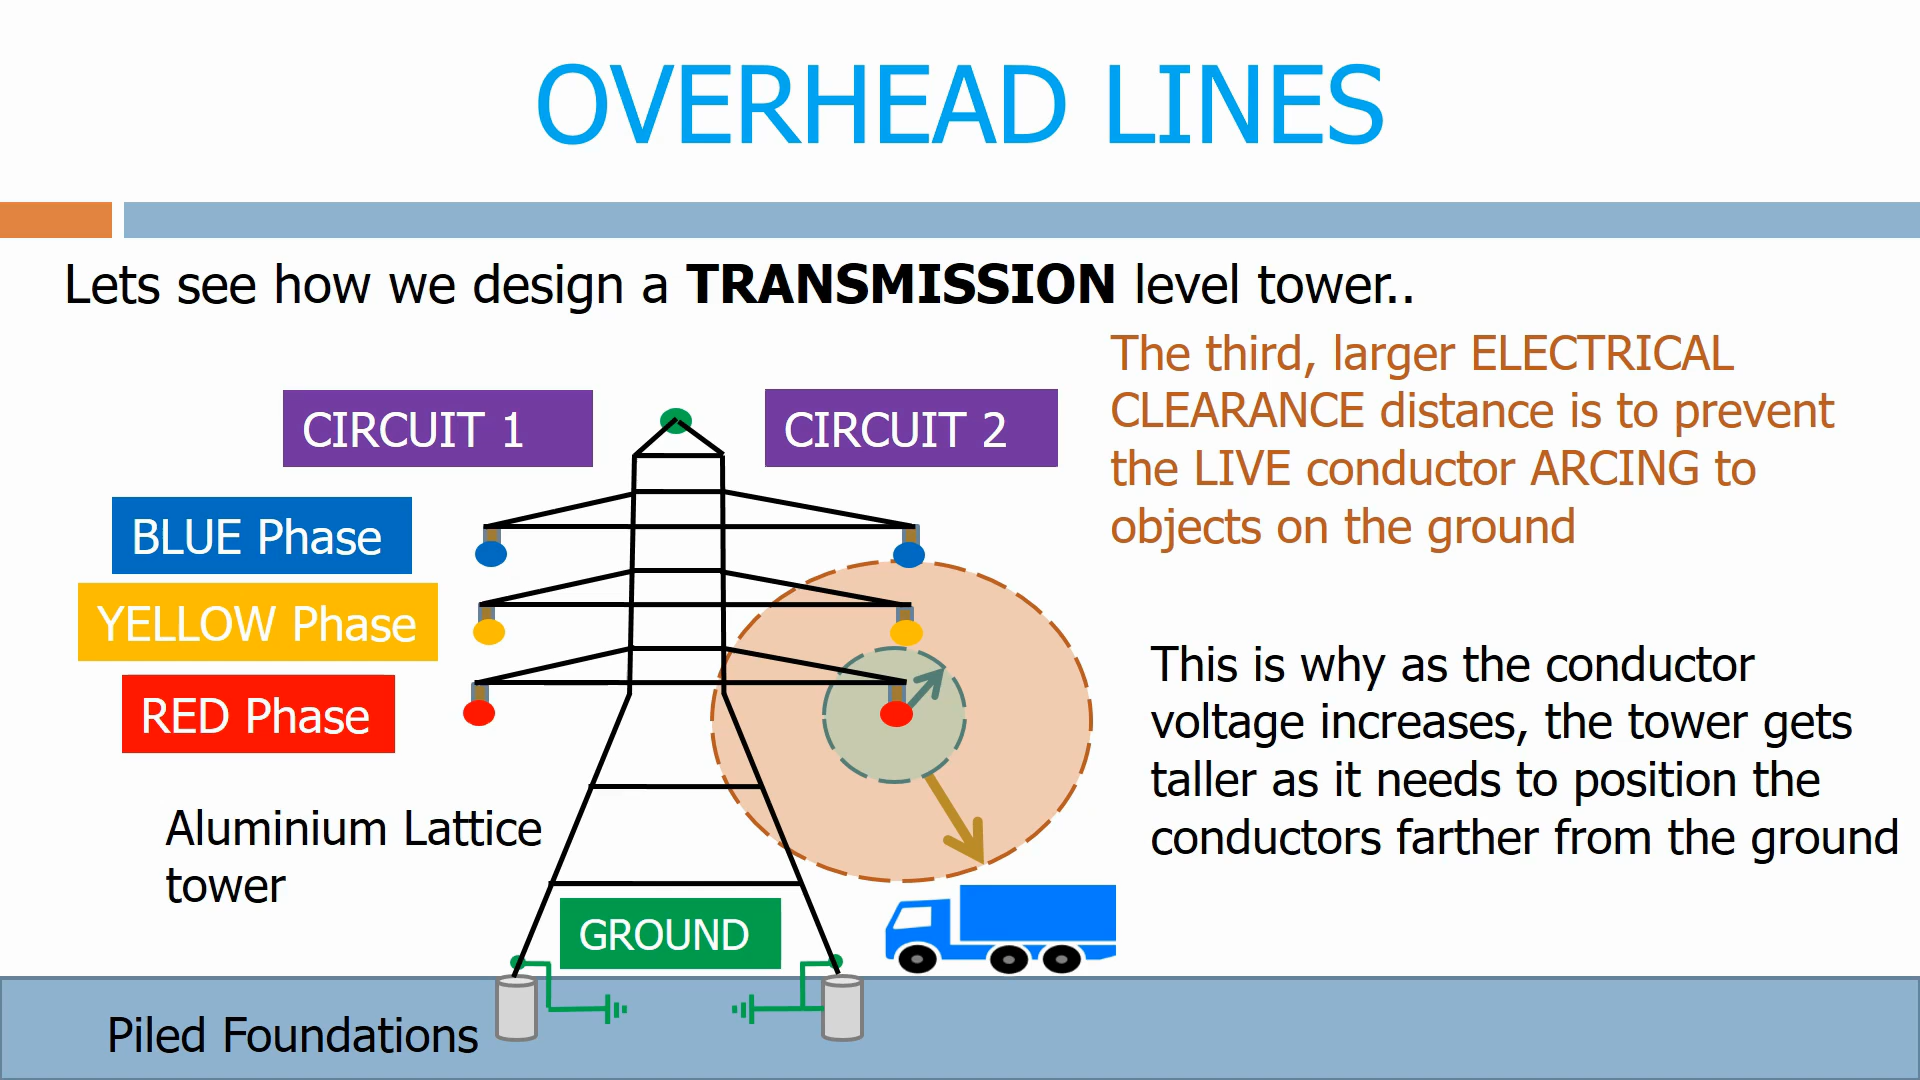 OVERHEAD LINES
Lets see how we design a TRANSMISSION level tower..
The third, larger ELECTRICAL
CLEARANCE distance is to prevent
the LIVE conductor ARCING to
objects on the ground
CIRCUIT 1
CIRCUIT 2
BLUE Phase
YELLOW Phase
RED Phase
This is why as the conductor
voltage increases, the tower gets
taller as it needs to position the
conductors farther from the ground
Aluminium Lattice
tower
GROUND
Piled Foundations